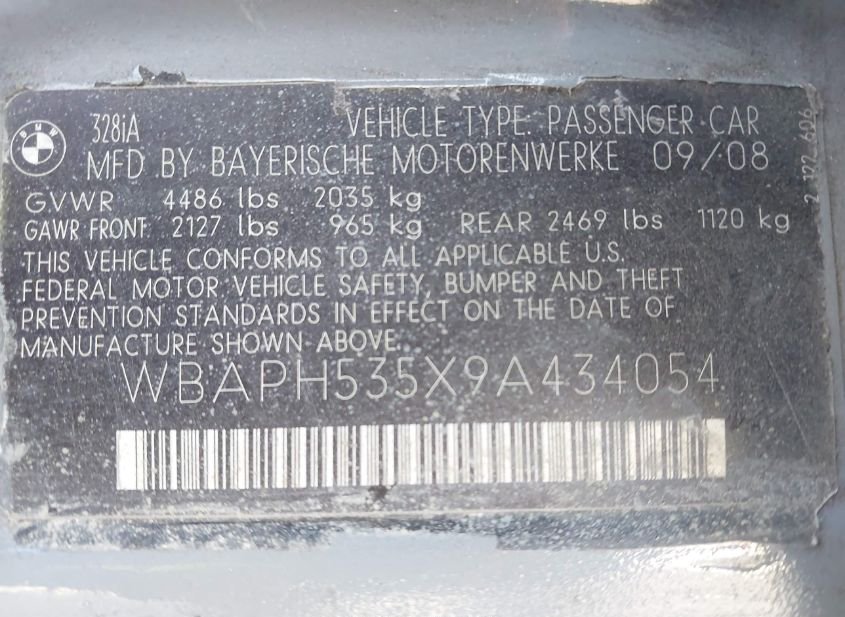 BMW
328iA VEHICLE TYPE: PASSENGER CAR
MFD BY BAYERISCHE MOTORENWERKE 09/08
GVWR 4486 lbs 2035 kg
GAWR FRONT 2127 lbs 965 kg REAR 2469 lbs 1120 kg
THIS VEHICLE CONFORMS TO ALL APPLICABLE U.S.
FEDERAL MOTOR VEHICLE SAFETY, BUMPER AND THEFT
PREVENTION STANDARDS IN EFFECT ON THE DATE OF
MANUFACTURE SHOWN ABOVE.
WBAPH535X9A434054